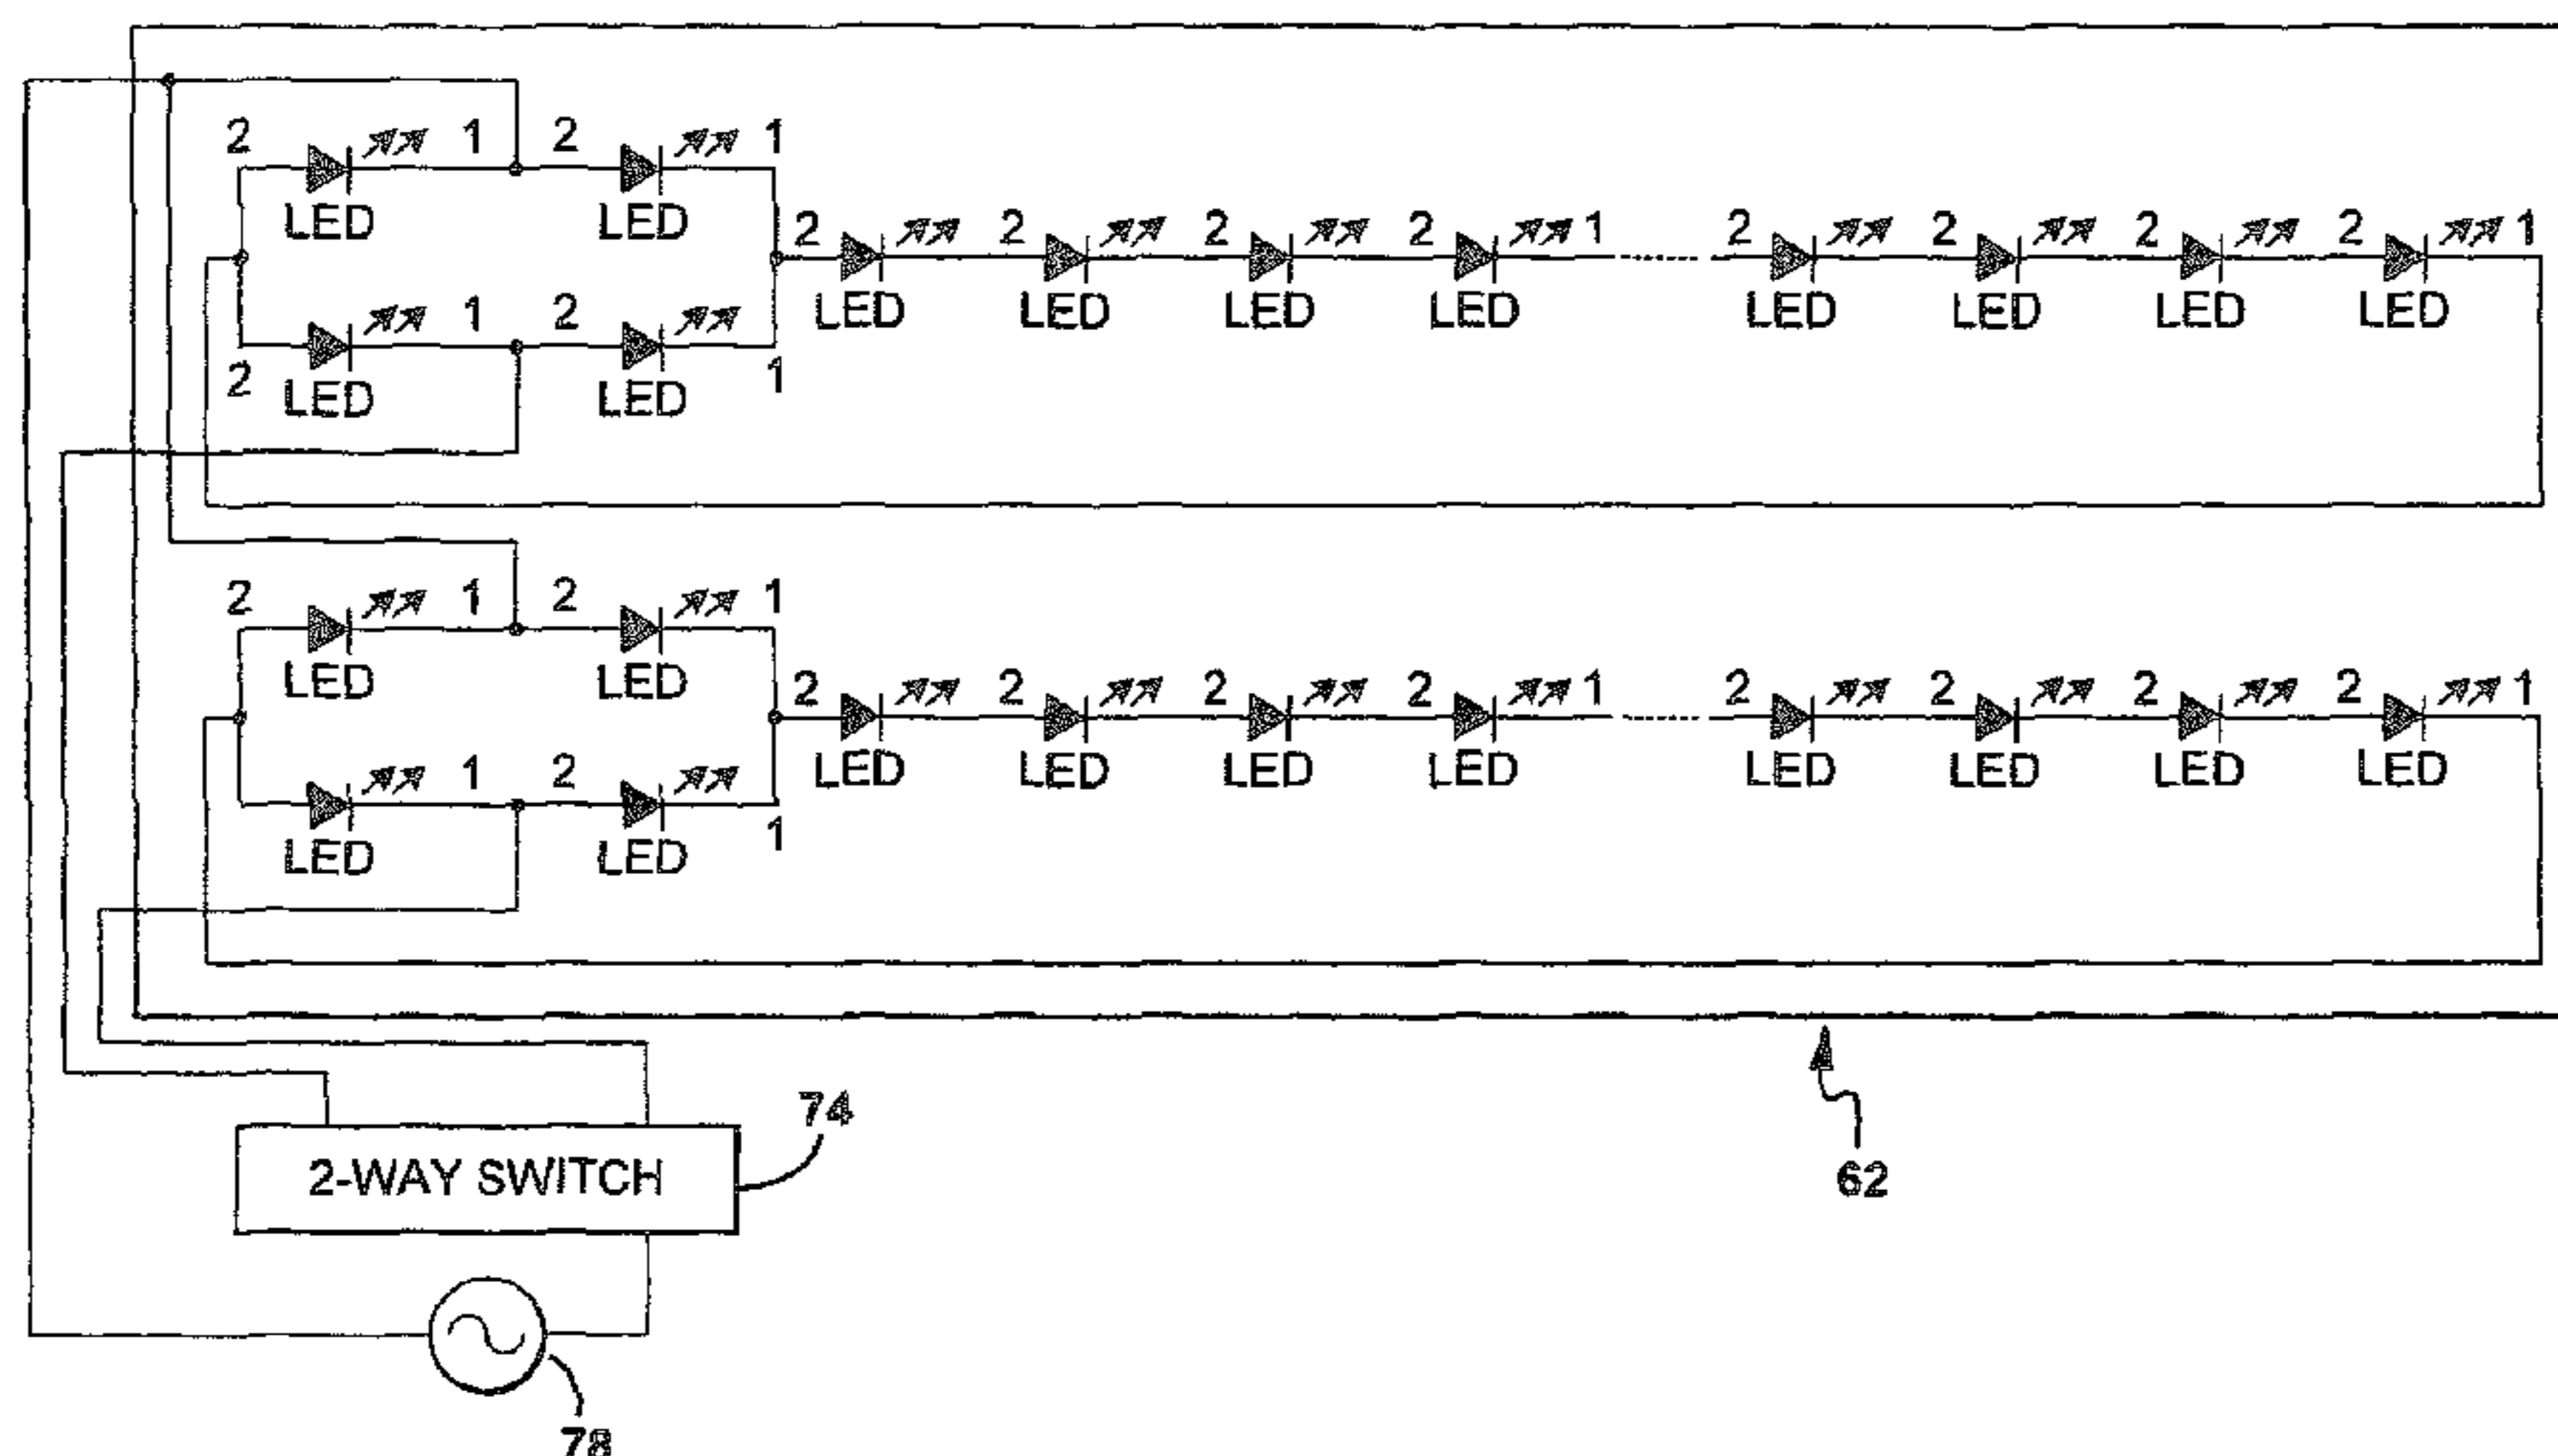 2 1 2 1
LED LED
2 2 2 2 1 2 2 2 2 1
LED LED LED LED LED LED LED LED
1 2
2 LED LED 1
2 1 2 1
LED LED
2 2 2 2 1 2 2 2 2 1
LED LED LED LED LED LED LED LED
1 2
LED LED 1
74
2-WAY SWITCH
62
78